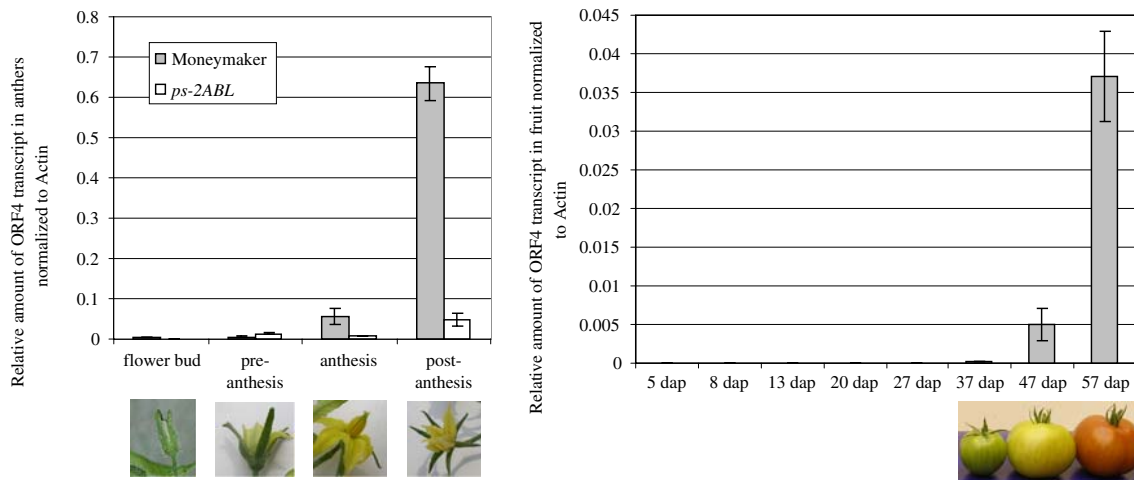 Relative amount of ORF4 transcript in anthers
normalized to Actin
0.8
0.7
0.6
0.5
0.4
0.3
0.2
0.1
0
Moneymaker
ps-2ABL
flower bud
pre-
anthesis
anthesis
post-
anthesis
Relative amount of ORF4 transcript in fruit normalized
to Actin
0.045
0.04
0.035
0.03
0.025
0.02
0.015
0.01
0.005
0
5 dap
8 dap
13 dap
20 dap
27 dap
37 dap
47 dap
57 dap